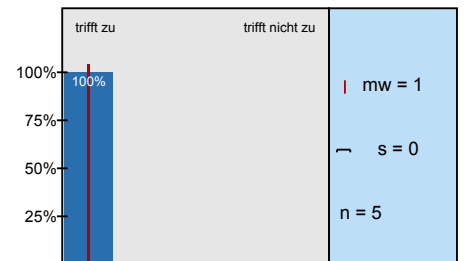 trifft zu trifft nicht zu
100%
100%
75%
50%
25%
mw = 1
s = 0
n = 5